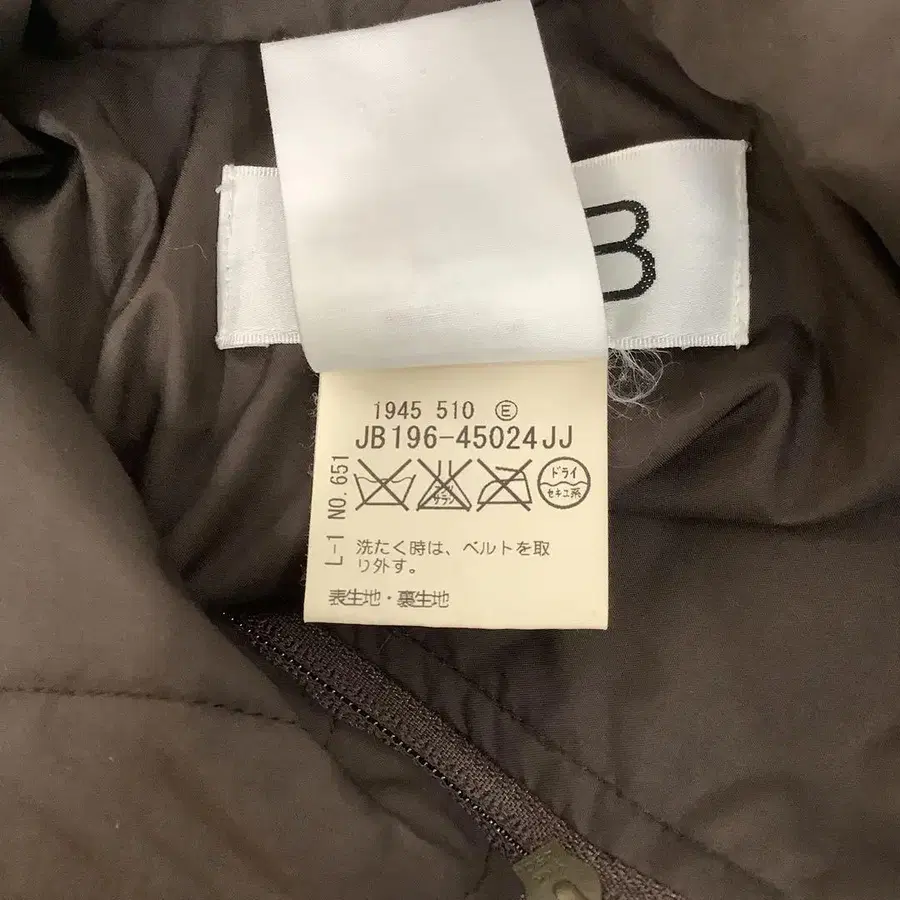 B
1945 510 Ⓔ
JB196-45024JJ
ドライ
セキユ系
L-1 NO.651
洗たく時は、ベルトを取
り外す。
表生地・裏生地